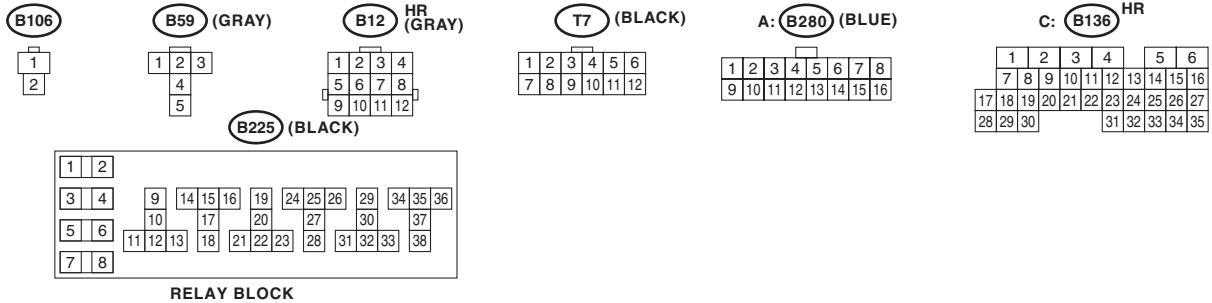 B106
B59 (GRAY)
B12 HR (GRAY)
T7 (BLACK)
A: B280 (BLUE)
C: B136 HR
1
2
1 2 3
4
5
1 2 3 4
5 6 7 8
9 10 11 12
1 2 3 4 5 6
7 8 9 10 11 12
1 2 3 4 5 6 7 8
9 10 11 12 13 14 15 16
1 2 3 4 5 6
7 8 9 10 11 12 13 14 15 16
17 18 19 20 21 22 23 24 25 26 27
28 29 30 31 32 33 34 35
B225 (BLACK)
1 2
3 4 9 14 15 16 19 24 25 26 29 34 35 36
10 17 20 27 30 37
5 6 11 12 13 18 21 22 23 28 31 32 33 38
7 8
RELAY BLOCK